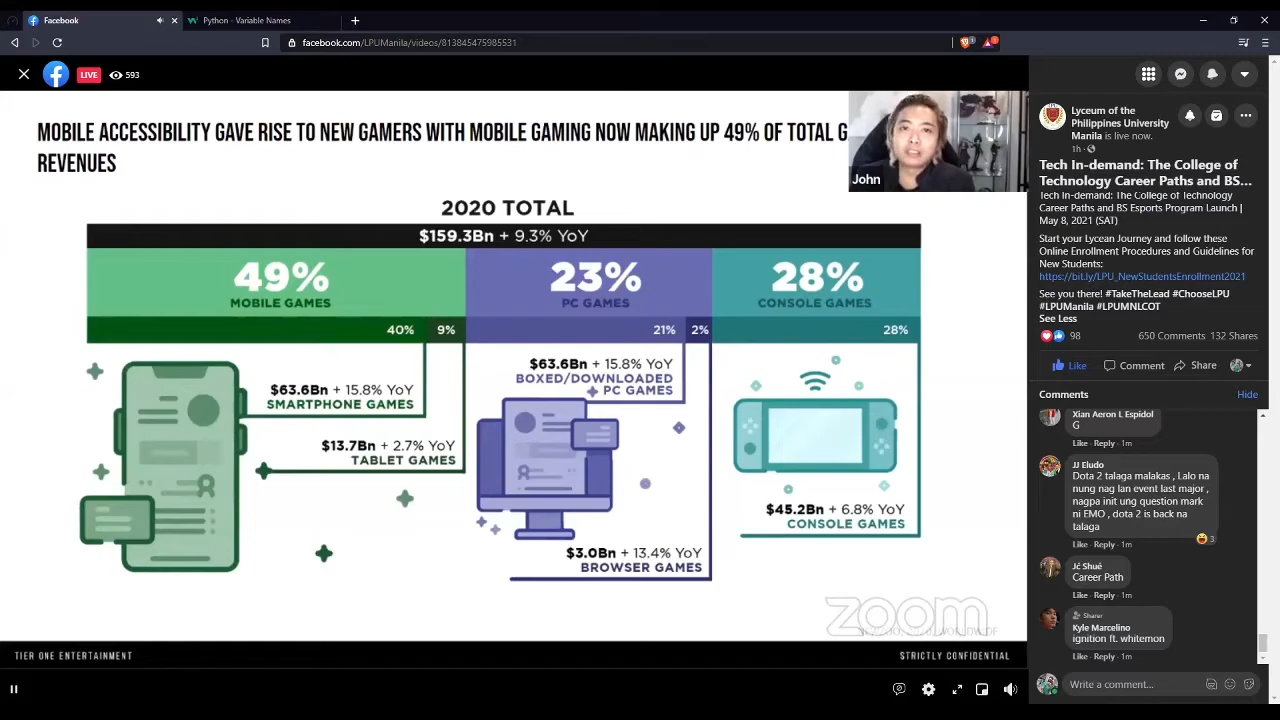 Facebook
Python - Variable Names
facebook.com/LPUManila/videos/813845475985531
LIVE 593
MOBILE ACCESSIBILITY GAVE RISE TO NEW GAMERS WITH MOBILE GAMING NOW MAKING UP 49% OF TOTAL G
REVENUES
John
2020 TOTAL
$159.3Bn + 9.3% YoY
49%
MOBILE GAMES
23%
PC GAMES
28%
CONSOLE GAMES
40%
9%
21%
2%
28%
$63.6Bn + 15.8% YoY
SMARTPHONE GAMES
$13.7Bn + 2.7% YoY
TABLET GAMES
$63.6Bn + 15.8% YoY
BOXED/DOWNLOADED
PC GAMES
$3.0Bn + 13.4% YoY
BROWSER GAMES
$45.2Bn + 6.8% YoY
CONSOLE GAMES
zoom
TIER ONE ENTERTAINMENT
STRICTLY CONFIDENTIAL
Lyceum of the
Philippines University
Manila is live now.
1h ·
Tech In-demand: The College of
Technology Career Paths and BS...
Tech In-demand: The College of Technology
Career Paths and BS Esports Program Launch |
May 8, 2021 (SAT)
Start your Lycean Journey and follow these
Online Enrollment Procedures and Guidelines for
New Students:
https://bit.ly/LPU_NewStudentsEnrollment2021
See you there! #TakeTheLead #ChooseLPU
#LPUManila #LPUMNLCOT
See Less
98
650 Comments 132 Shares
Like Comment Share
Comments
Hide
Xian Aeron L Espidol
G
Like · Reply · 1m
JJ Eludo
Dota 2 talaga malakas , Lalo na
nung nag lan event last major ,
nagpa init ung question mark
ni EMO , dota 2 is back na
talaga
3
Like · Reply · 1m
Jć Shué
Career Path
Like · Reply · 1m
Sharer
Kyle Marcelino
ignition ft. whitemon
Like · Reply · 1m
Write a comment...